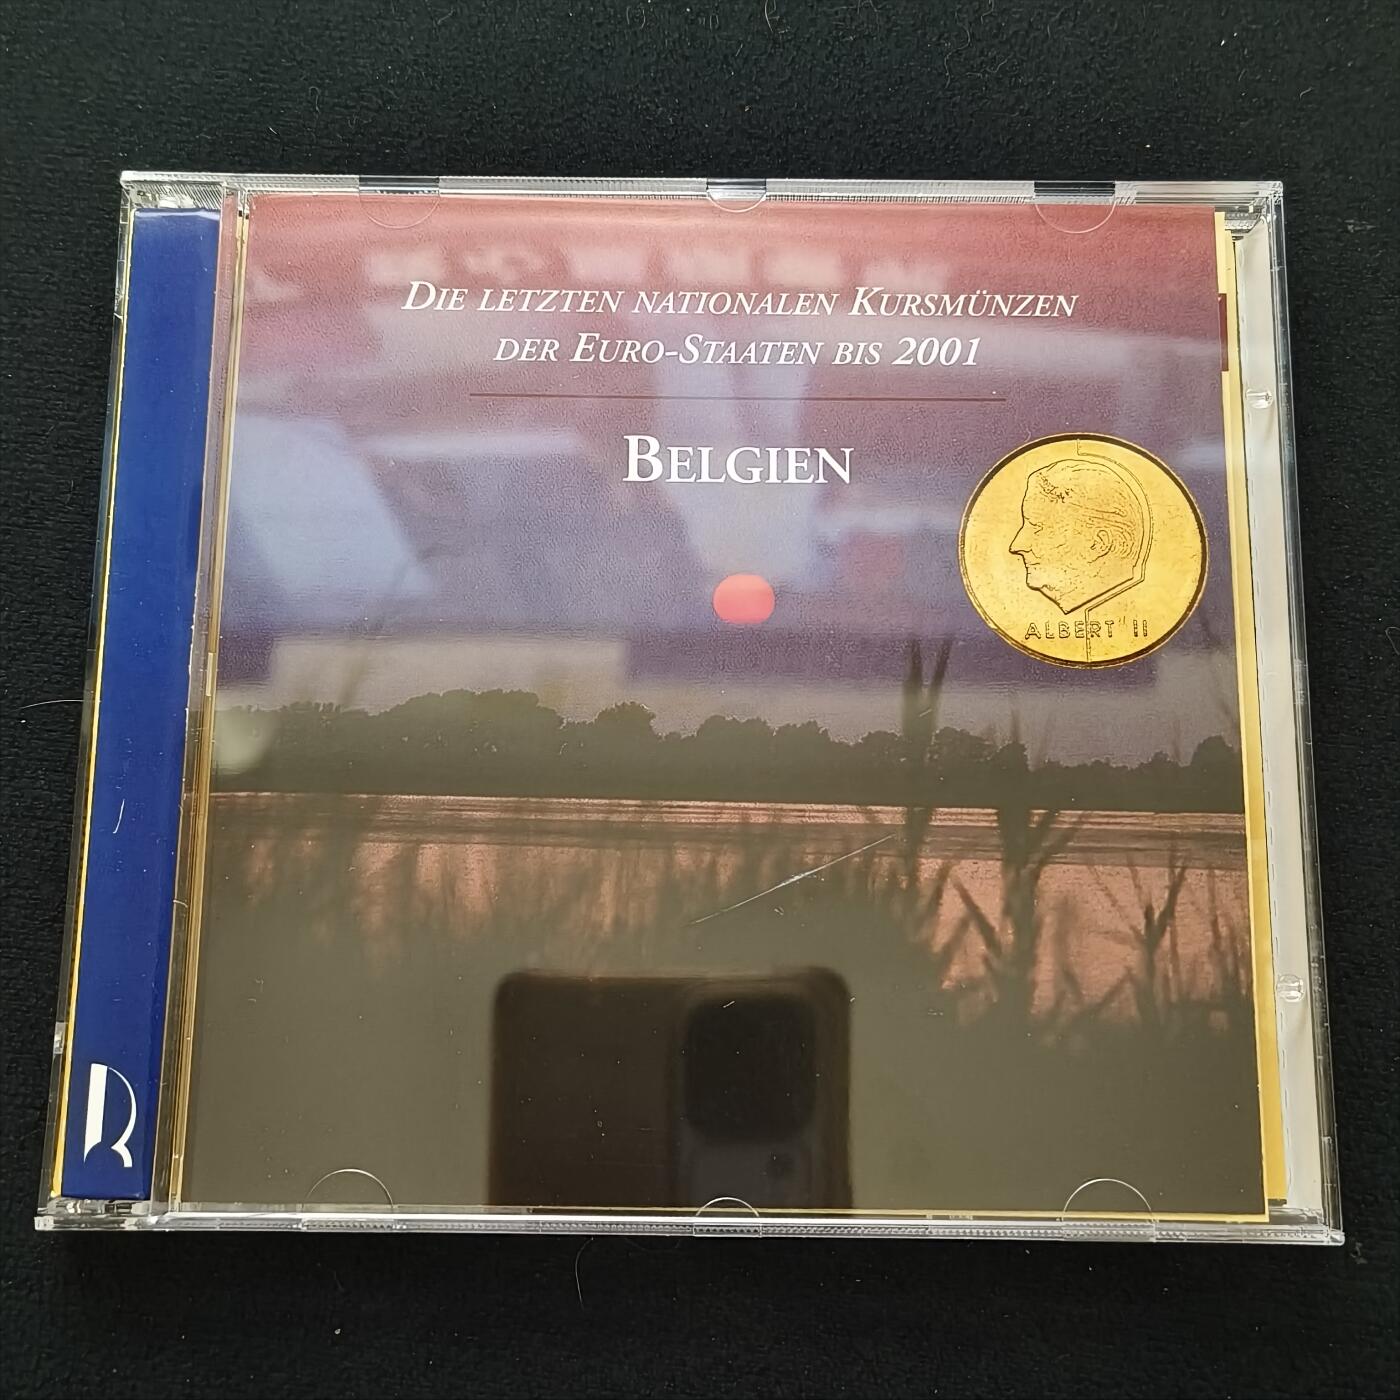 DIE LETZTEN NATIONALEN KURSMÜNZEN
DER EURO-STAATEN BIS 2001
BELGIEN
ALBERT II
R